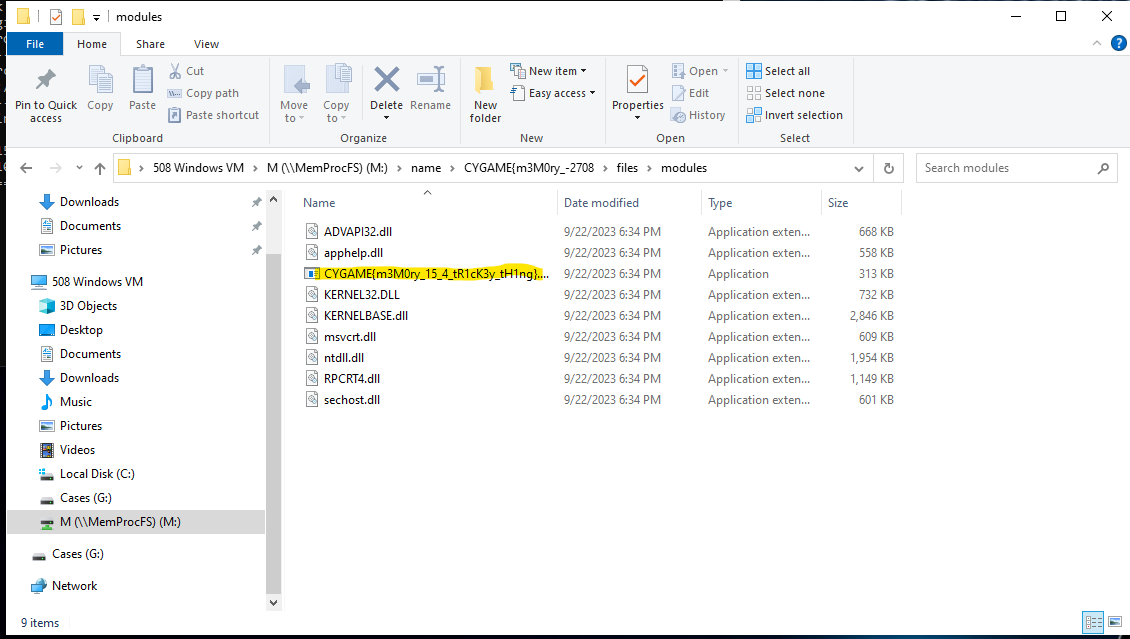 modules
File Home Share View
Pin to Quick access
Copy
Paste
Cut
Copy path
Paste shortcut
Clipboard
Move to
Copy to
Delete
Rename
Organize
New folder
New item
Easy access
New
Properties
Open
Edit
History
Open
Select all
Select none
Invert selection
Select
508 Windows VM > M (\\MemProcFS) (M:) > name > CYGAME{m3M0ry_-2708 > files > modules
Search modules
Downloads
Documents
Pictures
508 Windows VM
3D Objects
Desktop
Documents
Downloads
Music
Pictures
Videos
Local Disk (C:)
Cases (G:)
M (\\MemProcFS) (M:)
Cases (G:)
Network
Name Date modified Type Size
ADVAPI32.dll 9/22/2023 6:34 PM Application exten... 668 KB
apphelp.dll 9/22/2023 6:34 PM Application exten... 558 KB
CYGAME{m3M0ry_15_4_tR1cK3y_tH1ng}.... 9/22/2023 6:34 PM Application 313 KB
KERNEL32.DLL 9/22/2023 6:34 PM Application exten... 732 KB
KERNELBASE.dll 9/22/2023 6:34 PM Application exten... 2,846 KB
msvcrt.dll 9/22/2023 6:34 PM Application exten... 609 KB
ntdll.dll 9/22/2023 6:34 PM Application exten... 1,954 KB
RPCRT4.dll 9/22/2023 6:34 PM Application exten... 1,149 KB
sechost.dll 9/22/2023 6:34 PM Application exten... 601 KB
9 items